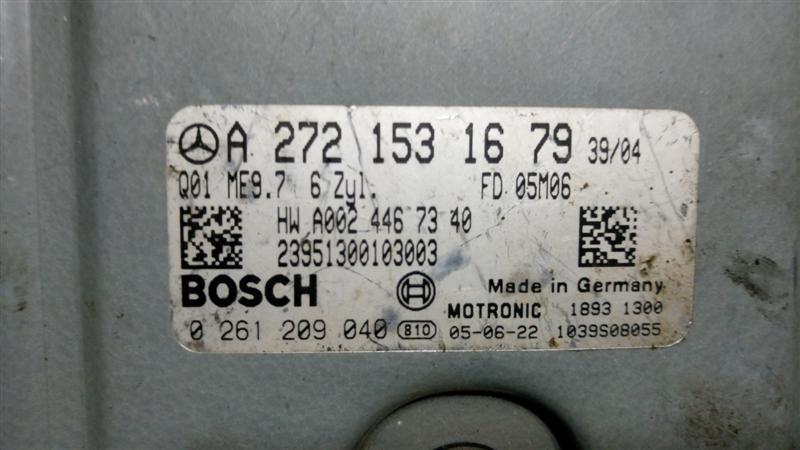 A 272 153 16 79 39/04
Q01 ME9.7 6 Zyl. FD 05M06
HW A002 446 73 40
23951300103003
BOSCH Made in Germany
MOTRONIC 1893 1300
0 261 209 040 810 05-06-22 1039S08055